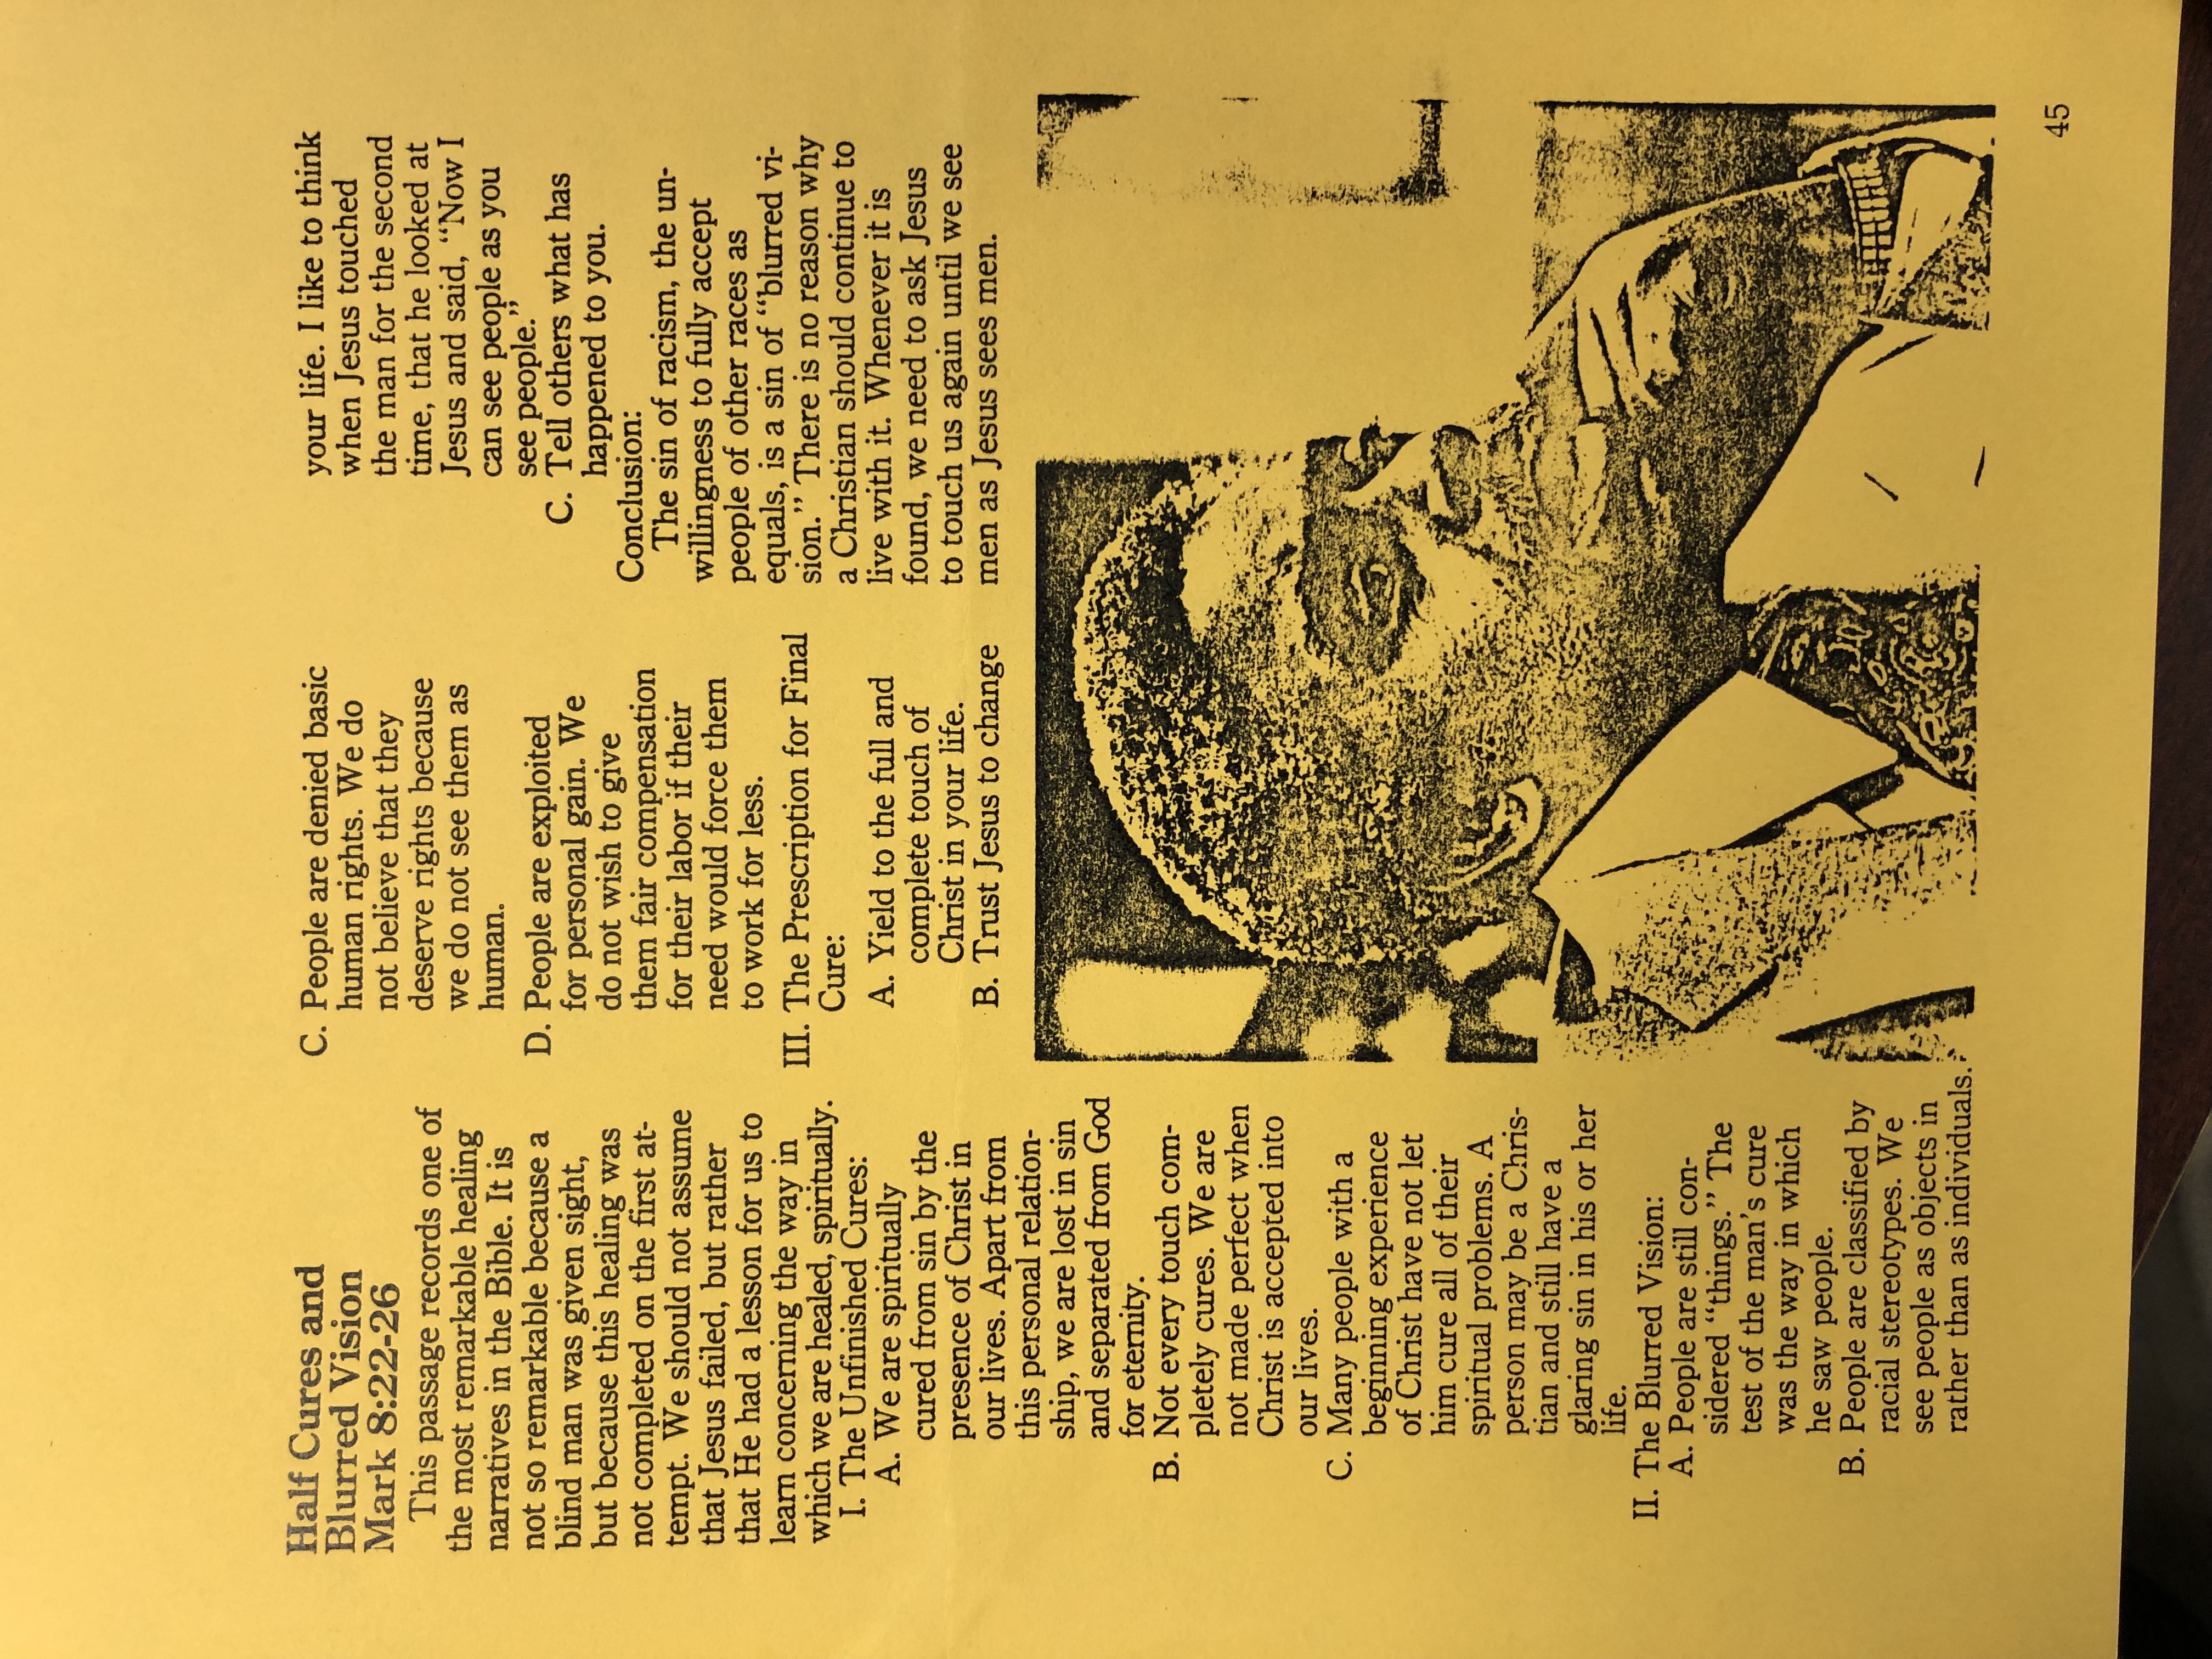 Half Cures and
Blurred Vision
Mark 8:22-26
This passage records one of
the most remarkable healing
narratives in the Bible. It is
not so remarkable because a
blind man was given sight,
but because this healing was
not completed on the first at-
tempt. We should not assume
that Jesus failed, but rather
that He had a lesson for us to
learn concerning the way in
which we are healed, spiritually.
I. The Unfinished Cures:
A. We are spiritually
cured from sin by the
presence of Christ in
our lives. Apart from
this personal relation-
ship, we are lost in sin
and separated from God
for eternity.
B. Not every touch com-
pletely cures. We are
not made perfect when
Christ is accepted into
our lives.
C. Many people with a
beginning experience
of Christ have not let
him cure all of their
spiritual problems. A
person may be a Chris-
tian and still have a
glaring sin in his or her
life.
II. The Blurred Vision:
A. People are still con-
sidered “things.” The
test of the man's cure
was the way in which
he saw people.
B. People are classified by
racial stereotypes. We
see people as objects in
rather than as individuals.
C. People are denied basic
human rights. We do
not believe that they
deserve rights because
we do not see them as
human.
D. People are exploited
for personal gain. We
do not wish to give
them fair compensation
for their labor if their
need would force them
to work for less.
III. The Prescription for Final
Cure:
A. Yield to the full and
complete touch of
Christ in your life.
B. Trust Jesus to change
your life. I like to think
when Jesus touched
the man for the second
time, that he looked at
Jesus and said, “Now I
can see people as you
see people.”
C. Tell others what has
happened to you.
Conclusion:
The sin of racism, the un-
willingness to fully accept
people of other races as
equals, is a sin of “blurred vi-
sion.” There is no reason why
a Christian should continue to
live with it. Whenever it is
found, we need to ask Jesus
to touch us again until we see
men as Jesus sees men.
45